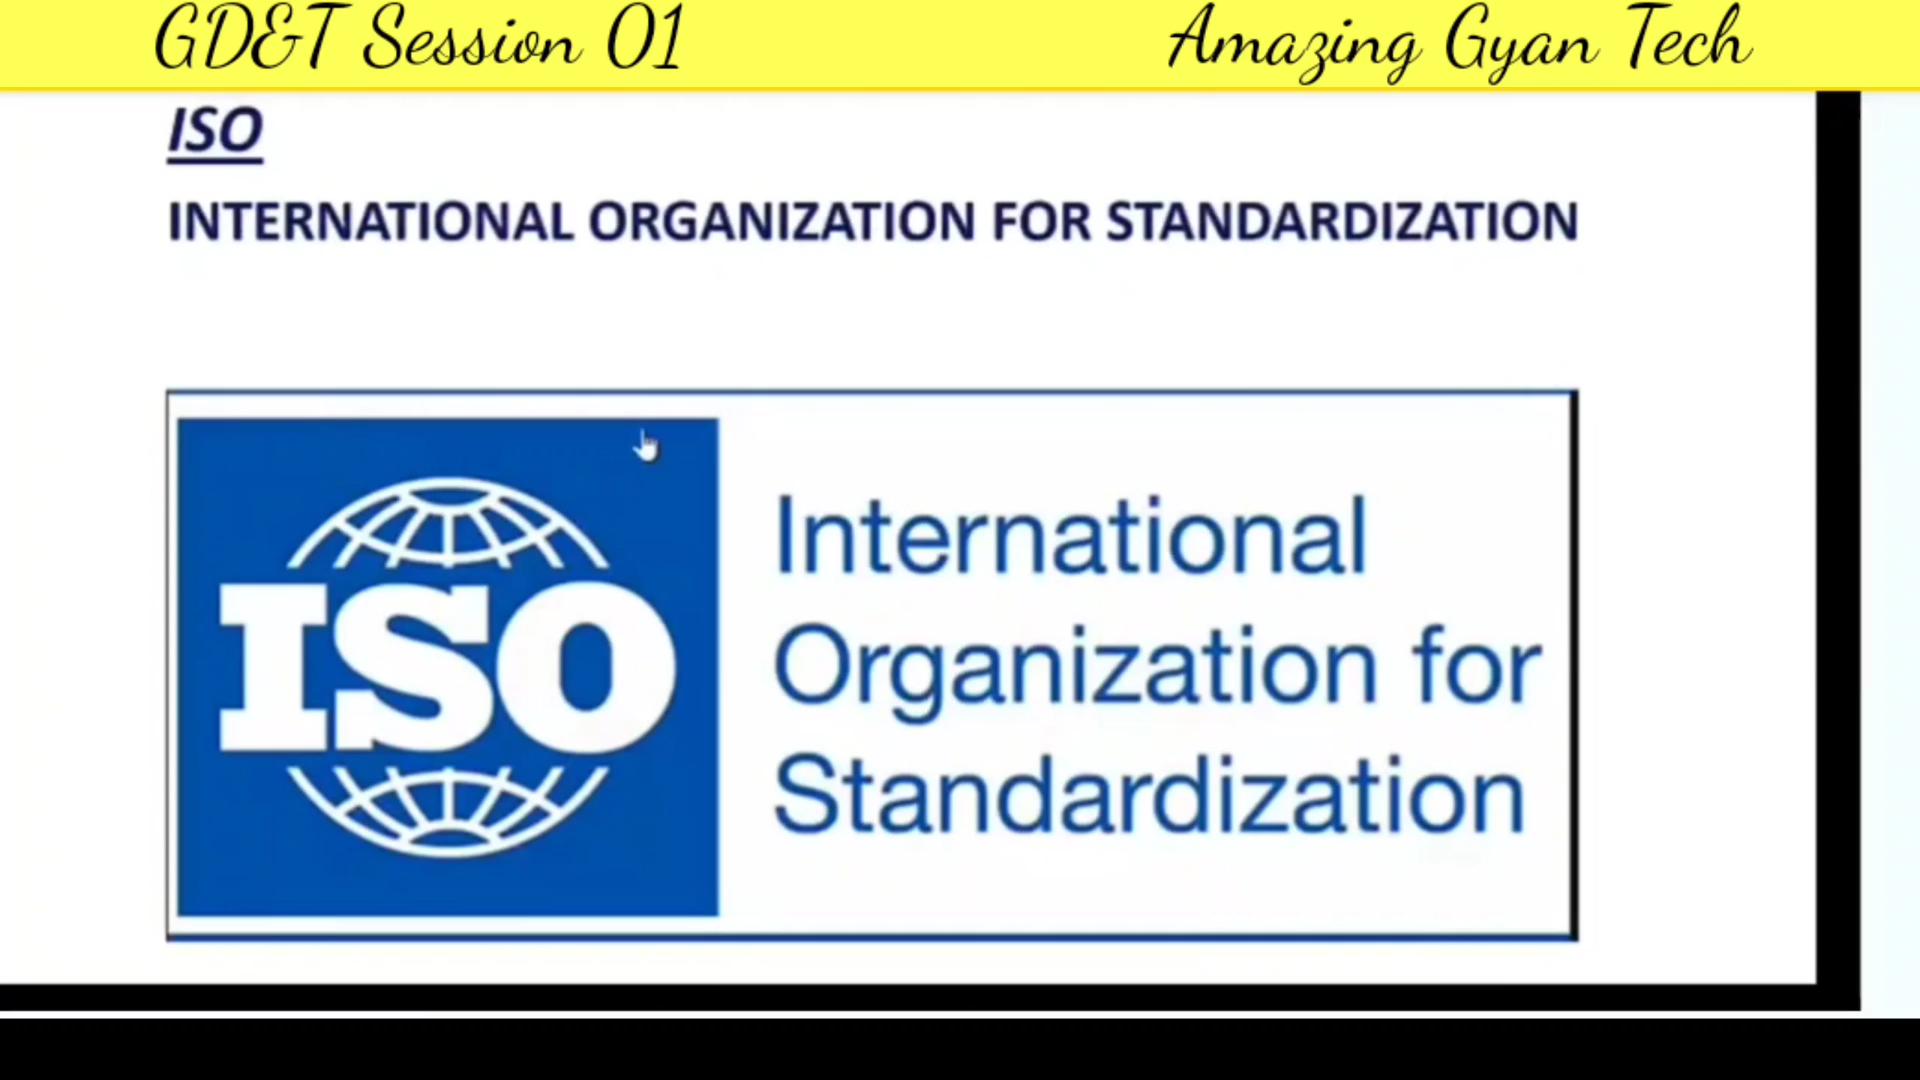 GD&T Session 01
Amazing Gyan Tech
ISO
INTERNATIONAL ORGANIZATION FOR STANDARDIZATION
ISO
International
Organization for
Standardization